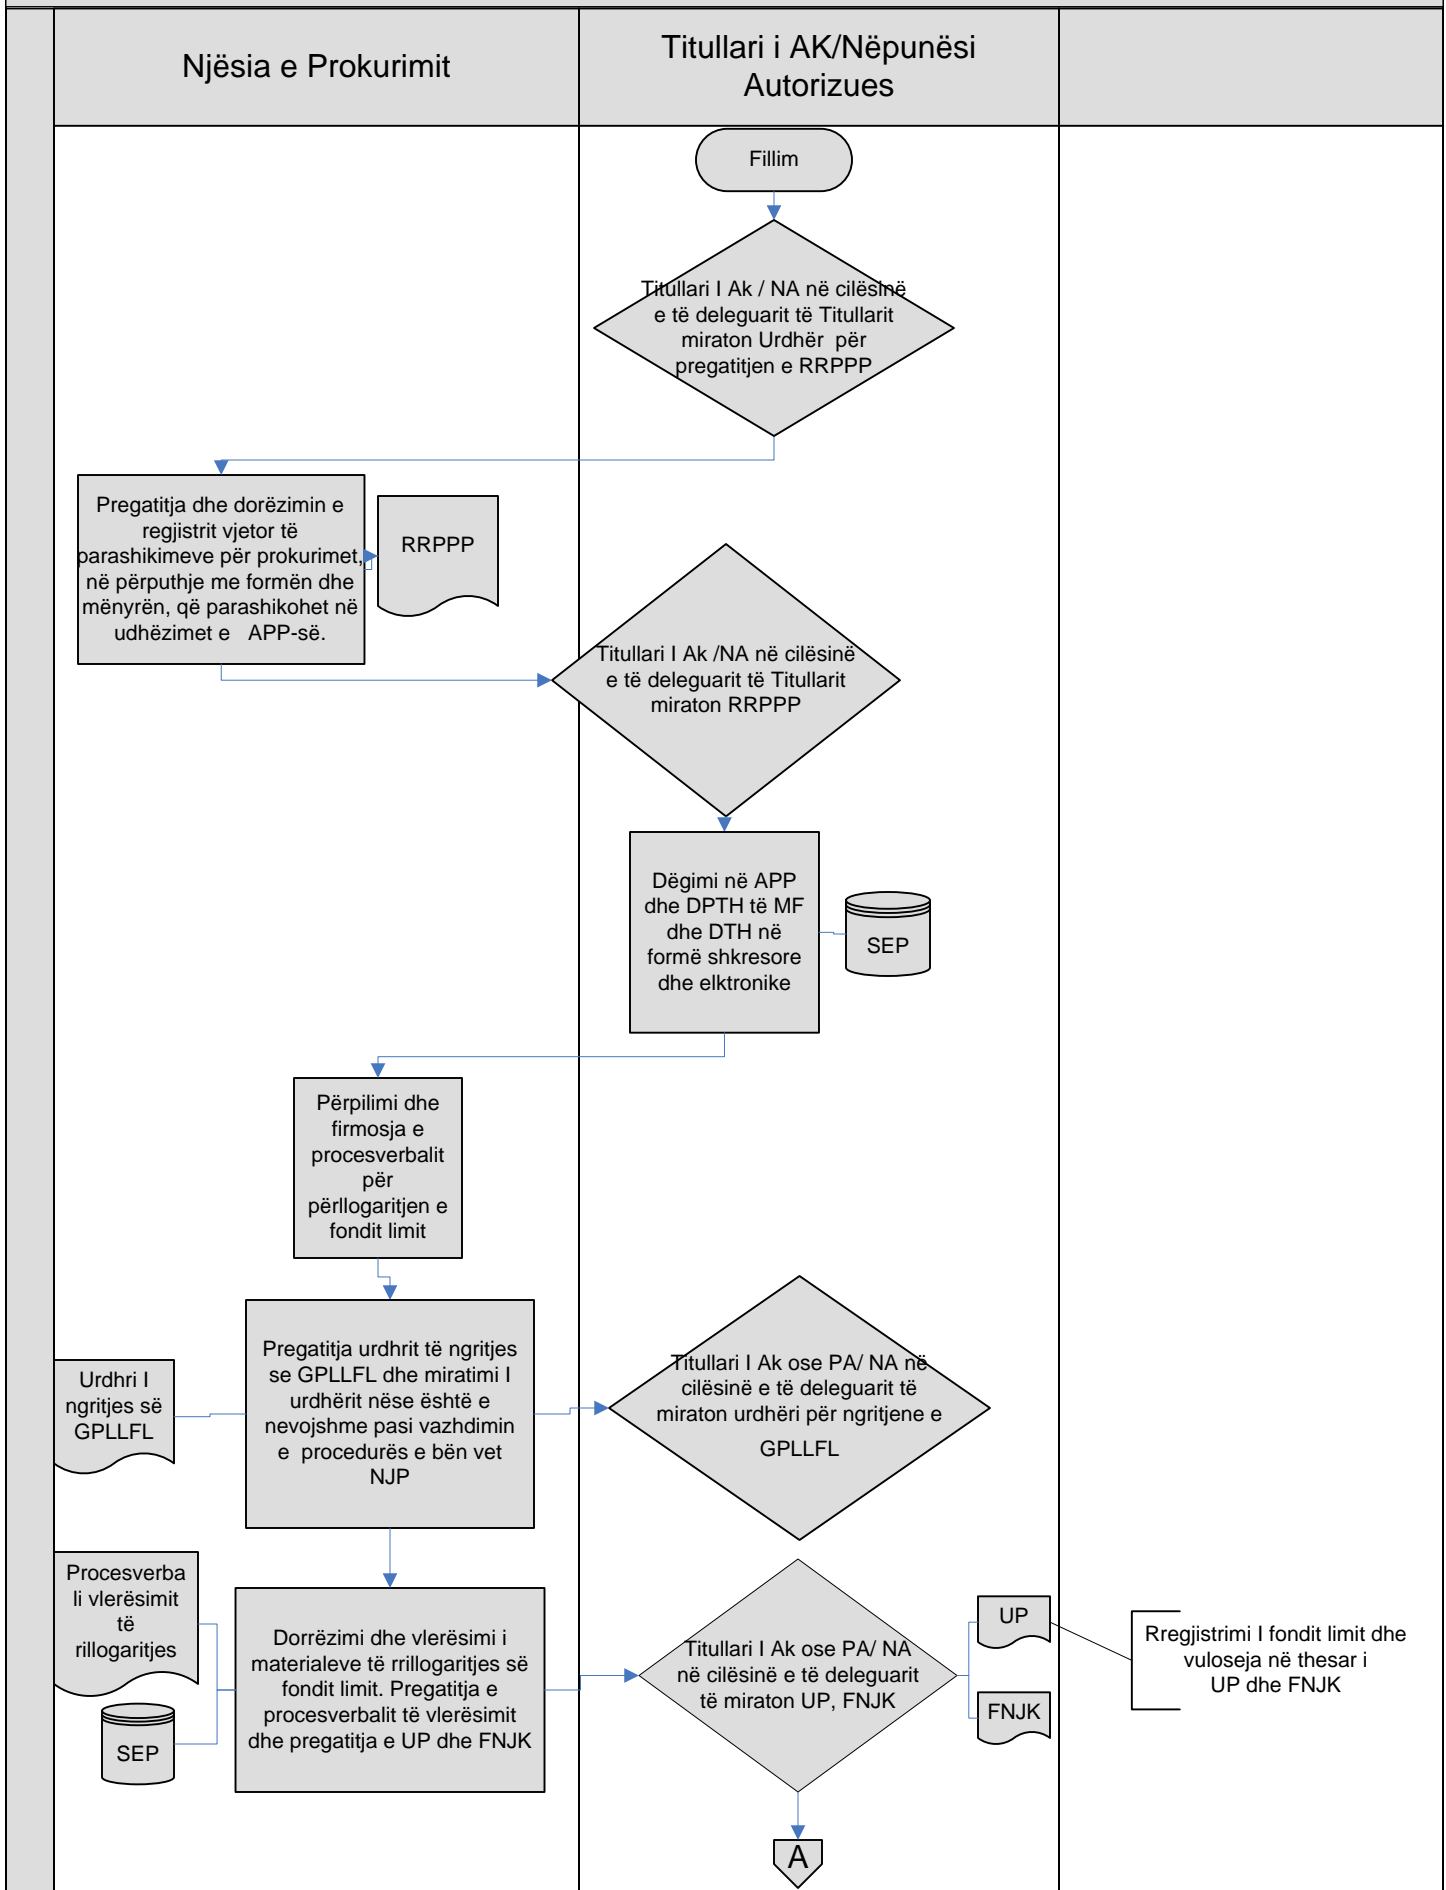 Njësia e Prokurimit
Titullari i AK/Nëpunësi
Autorizues
Fillim
Titullari I Ak / NA në cilësinë
e të deleguarit të Titullarit
miraton Urdhër për
pregatitjen e RRPPP
Pregatitja dhe dorëzimin e
regjistrit vjetor të
parashikimeve për prokurimet,
në përputhje me formën dhe
mënyrën, që parashikohet në
udhëzimet e APP-së.
RRPPP
Titullari I Ak /NA në cilësinë
e të deleguarit të Titullarit
miraton RRPPP
Dëgimi në APP
dhe DPTH të MF
dhe DTH në
formë shkresore
dhe elktronike
SEP
Përpilimi dhe
firmosja e
procesverbalit
për
përllogaritjen e
fondit limit
Urdhri I
ngritjes së
GPLLFL
Pregatitja urdhrit të ngritjes
se GPLLFL dhe miratimi I
urdhërit nëse është e
nevojshme pasi vazhdimin
e procedurës e bën vet
NJP
Titullari I Ak ose PA/ NA në
cilësinë e të deleguarit të
miraton urdhëri për ngritjene e
GPLLFL
Procesverba
li vlerësimit
të
rillogaritjes
SEP
Dorrëzimi dhe vlerësimi i
materialeve të rrillogaritjes së
fondit limit. Pregatitja e
procesverbalit të vlerësimit
dhe pregatitja e UP dhe FNJK
Titullari I Ak ose PA/ NA
në cilësinë e të deleguarit
të miraton UP, FNJK
UP
FNJK
Rregjistrimi I fondit limit dhe
vuloseja në thesar i
UP dhe FNJK
A